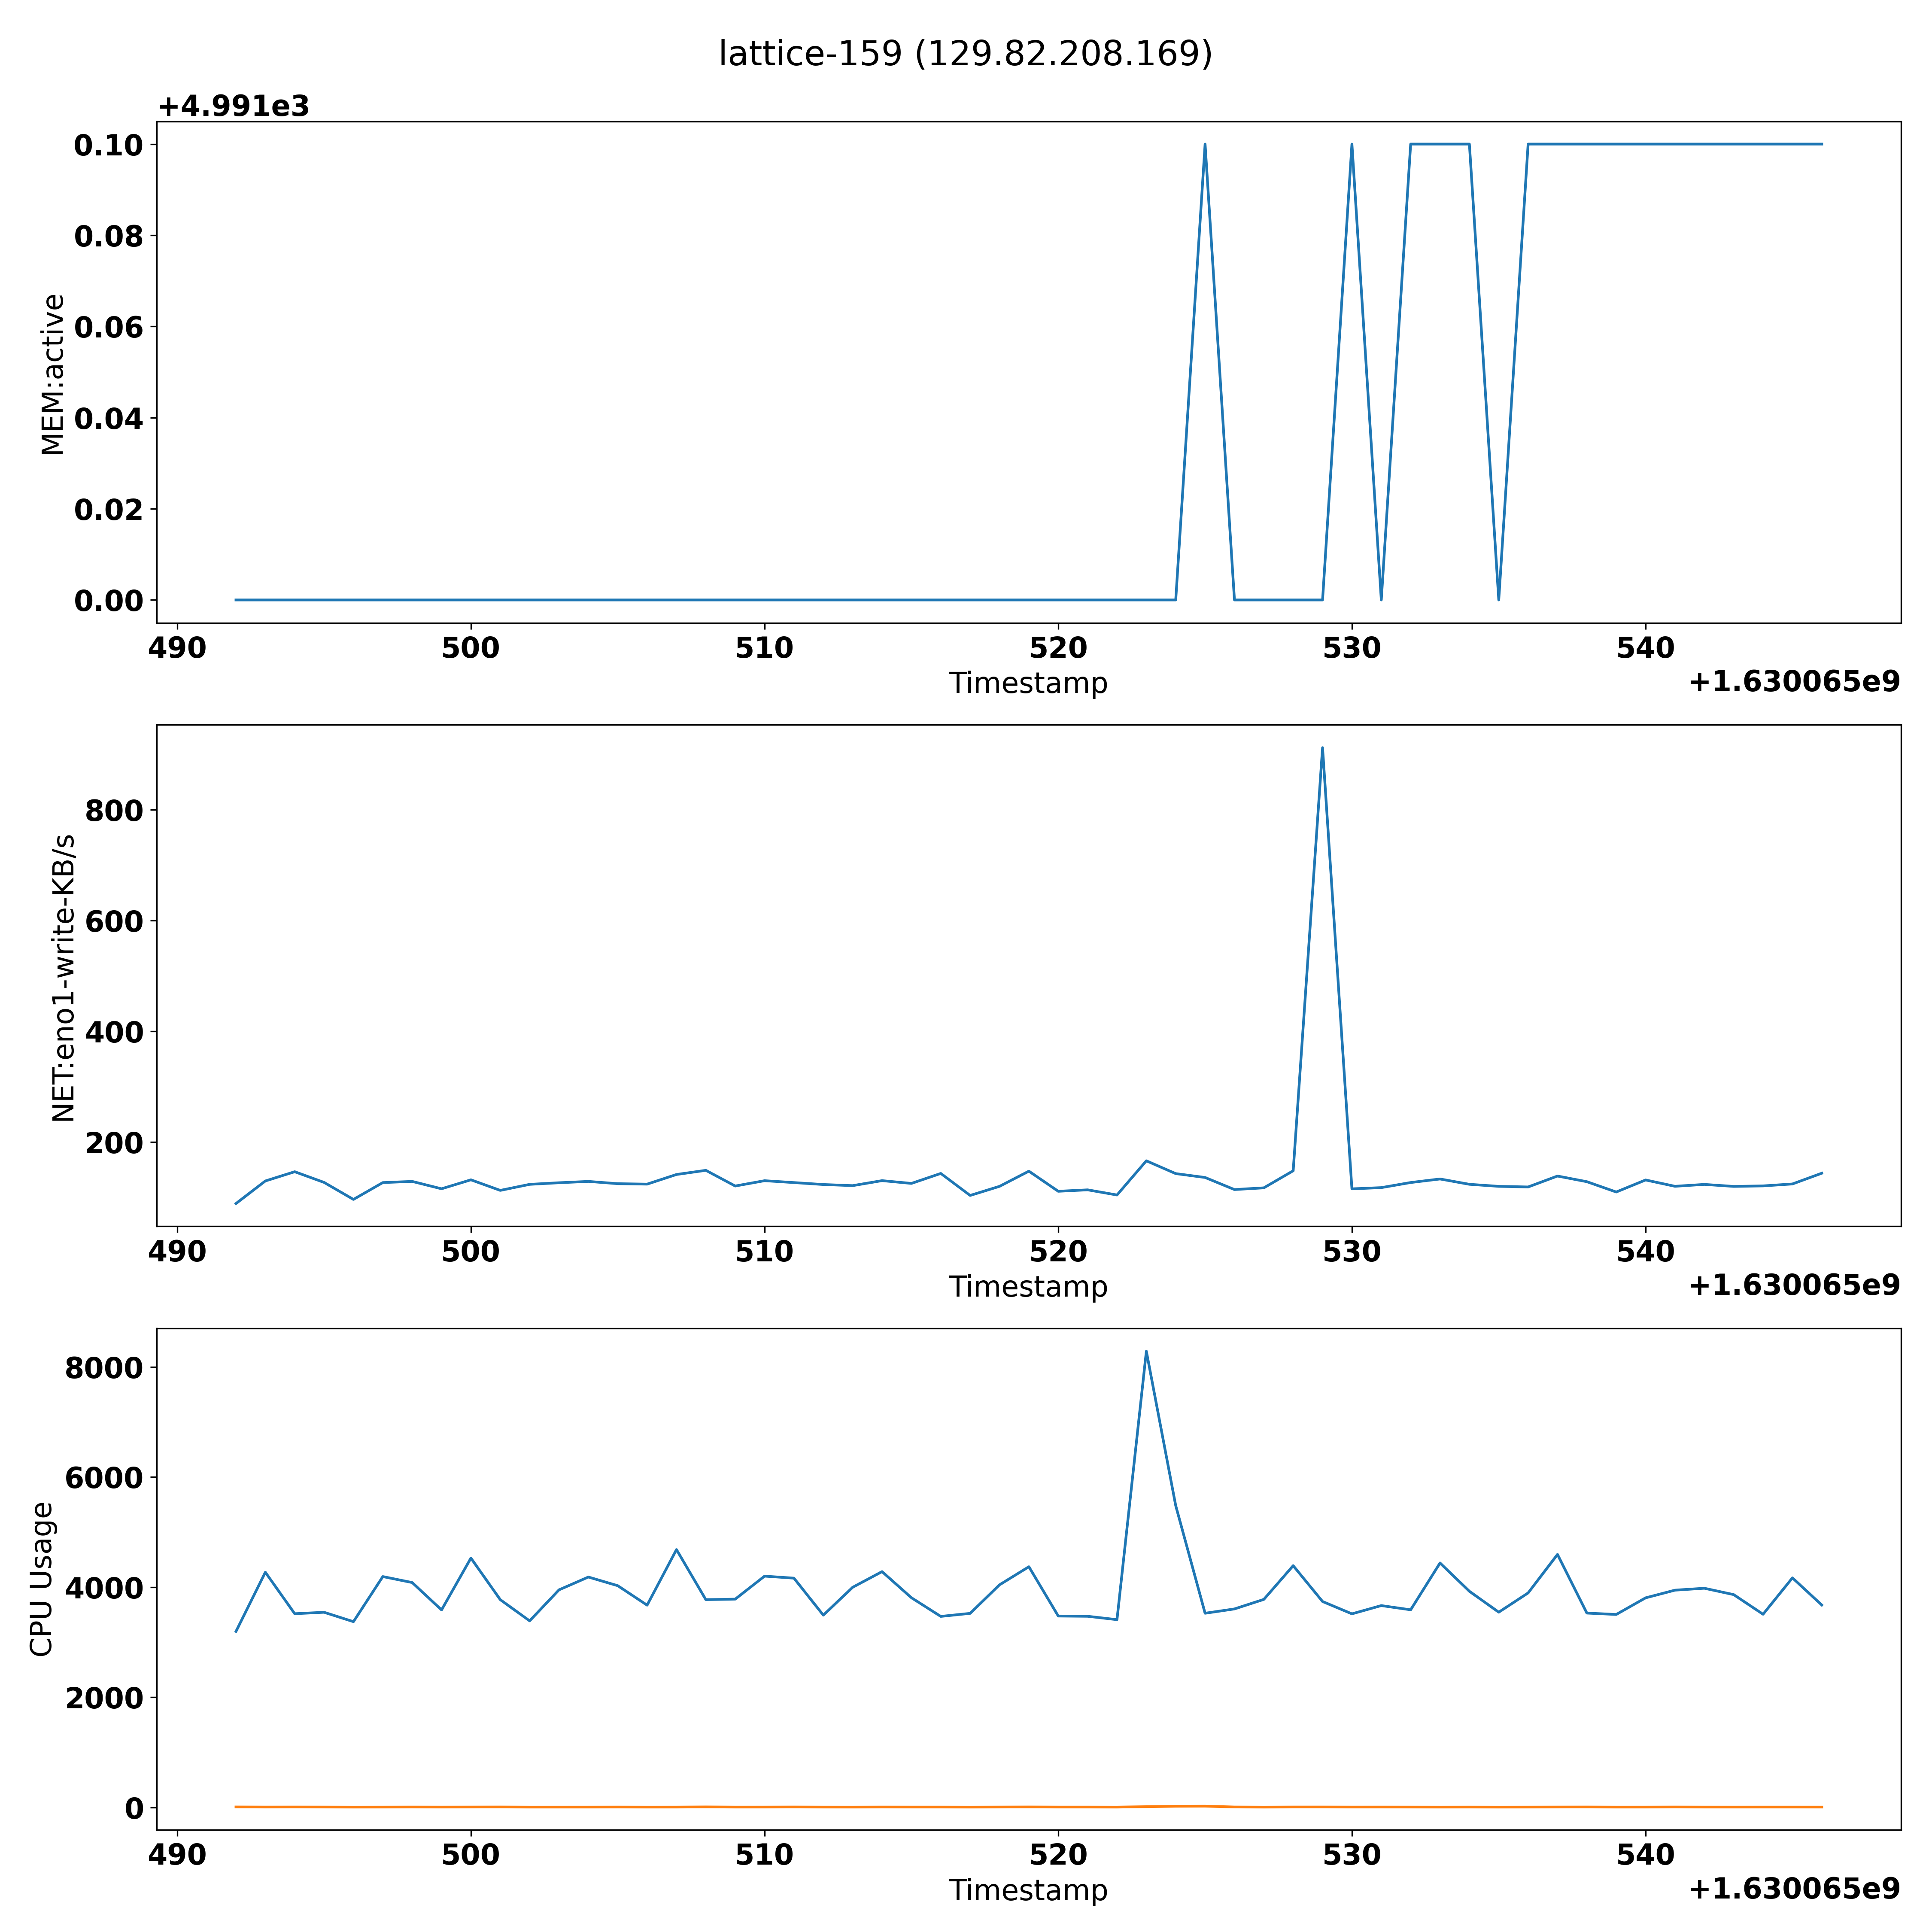 lattice-159 (129.82.208.169)
+4.991e3
0.10
0.08
0.06
0.04
0.02
0.00
MEM:active
490 500 510 520 530 540
Timestamp
+1.630065e9
800
600
400
200
NET:eno1-write-KB/s
490 500 510 520 530 540
Timestamp
+1.630065e9
8000
6000
4000
2000
0
CPU Usage
490 500 510 520 530 540
Timestamp
+1.630065e9